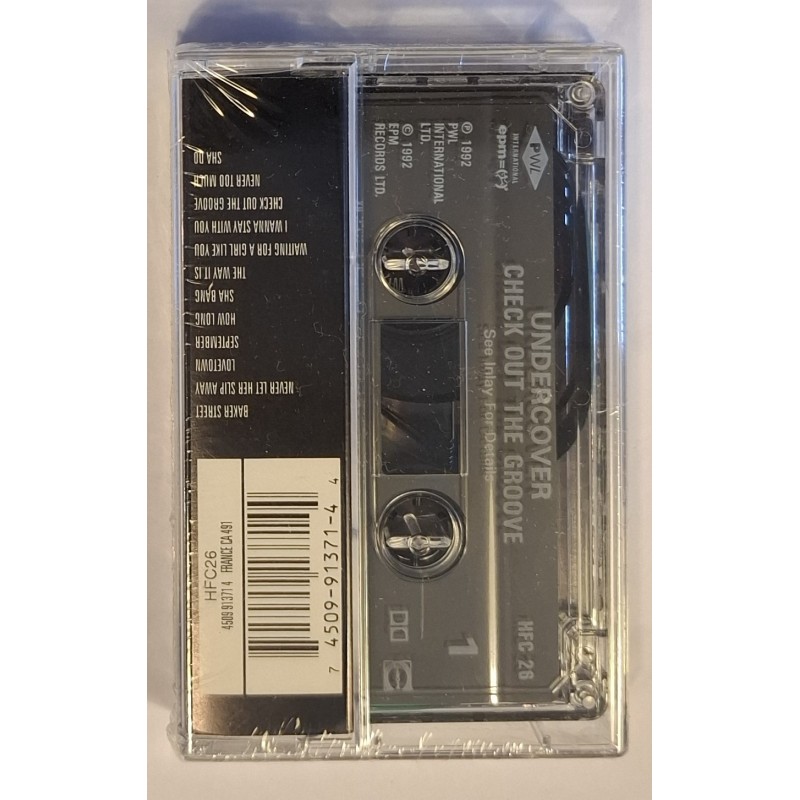 BAKER STREET
NEVER LET HER SLIP AWAY
LOVETOWN
SEPTEMBER
HOW LONG
SHA BANG
THE WAY IT IS
WAITING FOR A GIRL LIKE YOU
I WANNA STAY WITH YOU
CHECK OUT THE GROOVE
NEVER TOO MUCH
SHA DO
HFC26
4509 91371 4 FRANCE CA 491
7 4509-91371-4 4
PWL
INTERNATIONAL
epm
℗ 1992
PWL
INTERNATIONAL
LTD.
© 1992
EPM
RECORDS LTD.
UNDERCOVER
CHECK OUT THE GROOVE
See Inlay For Details
HFC 26
1